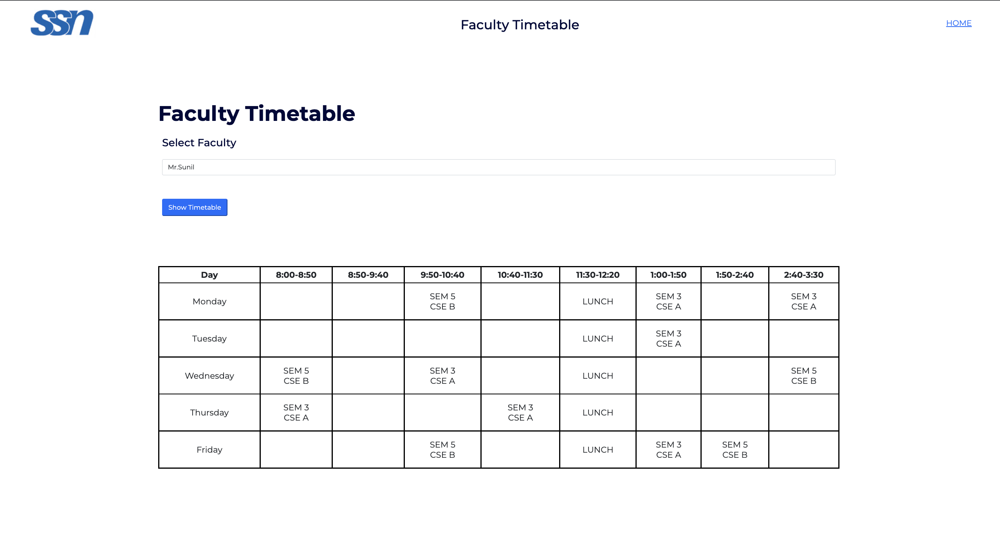 ssn
Faculty Timetable
HOME
Faculty Timetable
Select Faculty
Mr.Sunil
Show Timetable
Day 8:00-8:50 8:50-9:40 9:50-10:40 10:40-11:30 11:30-12:20 1:00-1:50 1:50-2:40 2:40-3:30
Monday SEM 5 CSE B LUNCH SEM 3 CSE A SEM 3 CSE A
Tuesday LUNCH SEM 3 CSE A
Wednesday SEM 5 CSE B SEM 3 CSE A LUNCH SEM 5 CSE B
Thursday SEM 3 CSE A SEM 3 CSE A LUNCH
Friday SEM 5 CSE B LUNCH SEM 3 CSE A SEM 5 CSE B